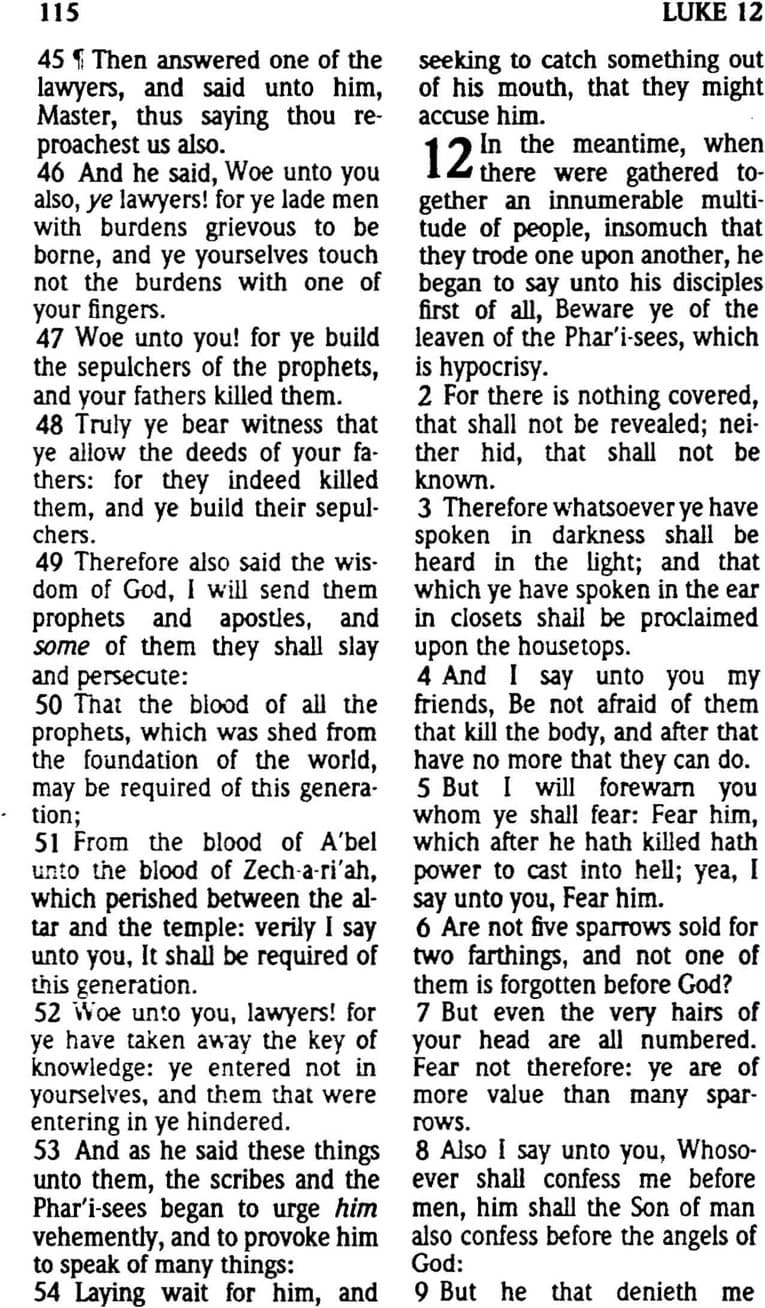 115
LUKE 12
45 ¶ Then answered one of the
lawyers, and said unto him,
Master, thus saying thou re-
proachest us also.
46 And he said, Woe unto you
also, ye lawyers! for ye lade men
with burdens grievous to be
borne, and ye yourselves touch
not the burdens with one of
your fingers.
47 Woe unto you! for ye build
the sepulchers of the prophets,
and your fathers killed them.
48 Truly ye bear witness that
ye allow the deeds of your fa-
thers: for they indeed killed
them, and ye build their sepul-
chers.
49 Therefore also said the wis-
dom of God, I will send them
prophets and apostles, and
some of them they shall slay
and persecute:
50 That the blood of all the
prophets, which was shed from
the foundation of the world,
may be required of this genera-
tion;
51 From the blood of A'bel
unto the blood of Zech-a-ri'ah,
which perished between the al-
tar and the temple: verily I say
unto you, It shall be required of
this generation.
52 Woe unto you, lawyers! for
ye have taken away the key of
knowledge: ye entered not in
yourselves, and them that were
entering in ye hindered.
53 And as he said these things
unto them, the scribes and the
Phar'i-sees began to urge him
vehemently, and to provoke him
to speak of many things:
54 Laying wait for him, and
seeking to catch something out
of his mouth, that they might
accuse him.
12 In the meantime, when
there were gathered to-
gether an innumerable multi-
tude of people, insomuch that
they trode one upon another, he
began to say unto his disciples
first of all, Beware ye of the
leaven of the Phar'i-sees, which
is hypocrisy.
2 For there is nothing covered,
that shall not be revealed; nei-
ther hid, that shall not be
known.
3 Therefore whatsoever ye have
spoken in darkness shall be
heard in the light; and that
which ye have spoken in the ear
in closets shall be proclaimed
upon the housetops.
4 And I say unto you my
friends, Be not afraid of them
that kill the body, and after that
have no more that they can do.
5 But I will forewarn you
whom ye shall fear: Fear him,
which after he hath killed hath
power to cast into hell; yea, I
say unto you, Fear him.
6 Are not five sparrows sold for
two farthings, and not one of
them is forgotten before God?
7 But even the very hairs of
your head are all numbered.
Fear not therefore: ye are of
more value than many spar-
rows.
8 Also I say unto you, Whoso-
ever shall confess me before
men, him shall the Son of man
also confess before the angels of
God:
9 But he that denieth me